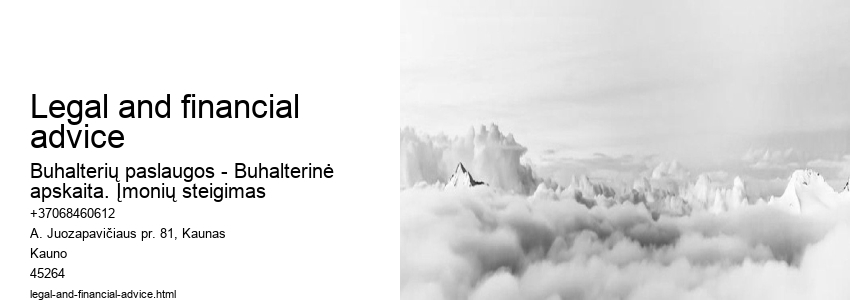 Legal and financial
advice
Buhalterių paslaugos - Buhalterinė
apskaita. Įmonių steigimas
+37068460612
A. Juozapavičiaus pr. 81, Kaunas
Kauno
45264
legal-and-financial-advice.html